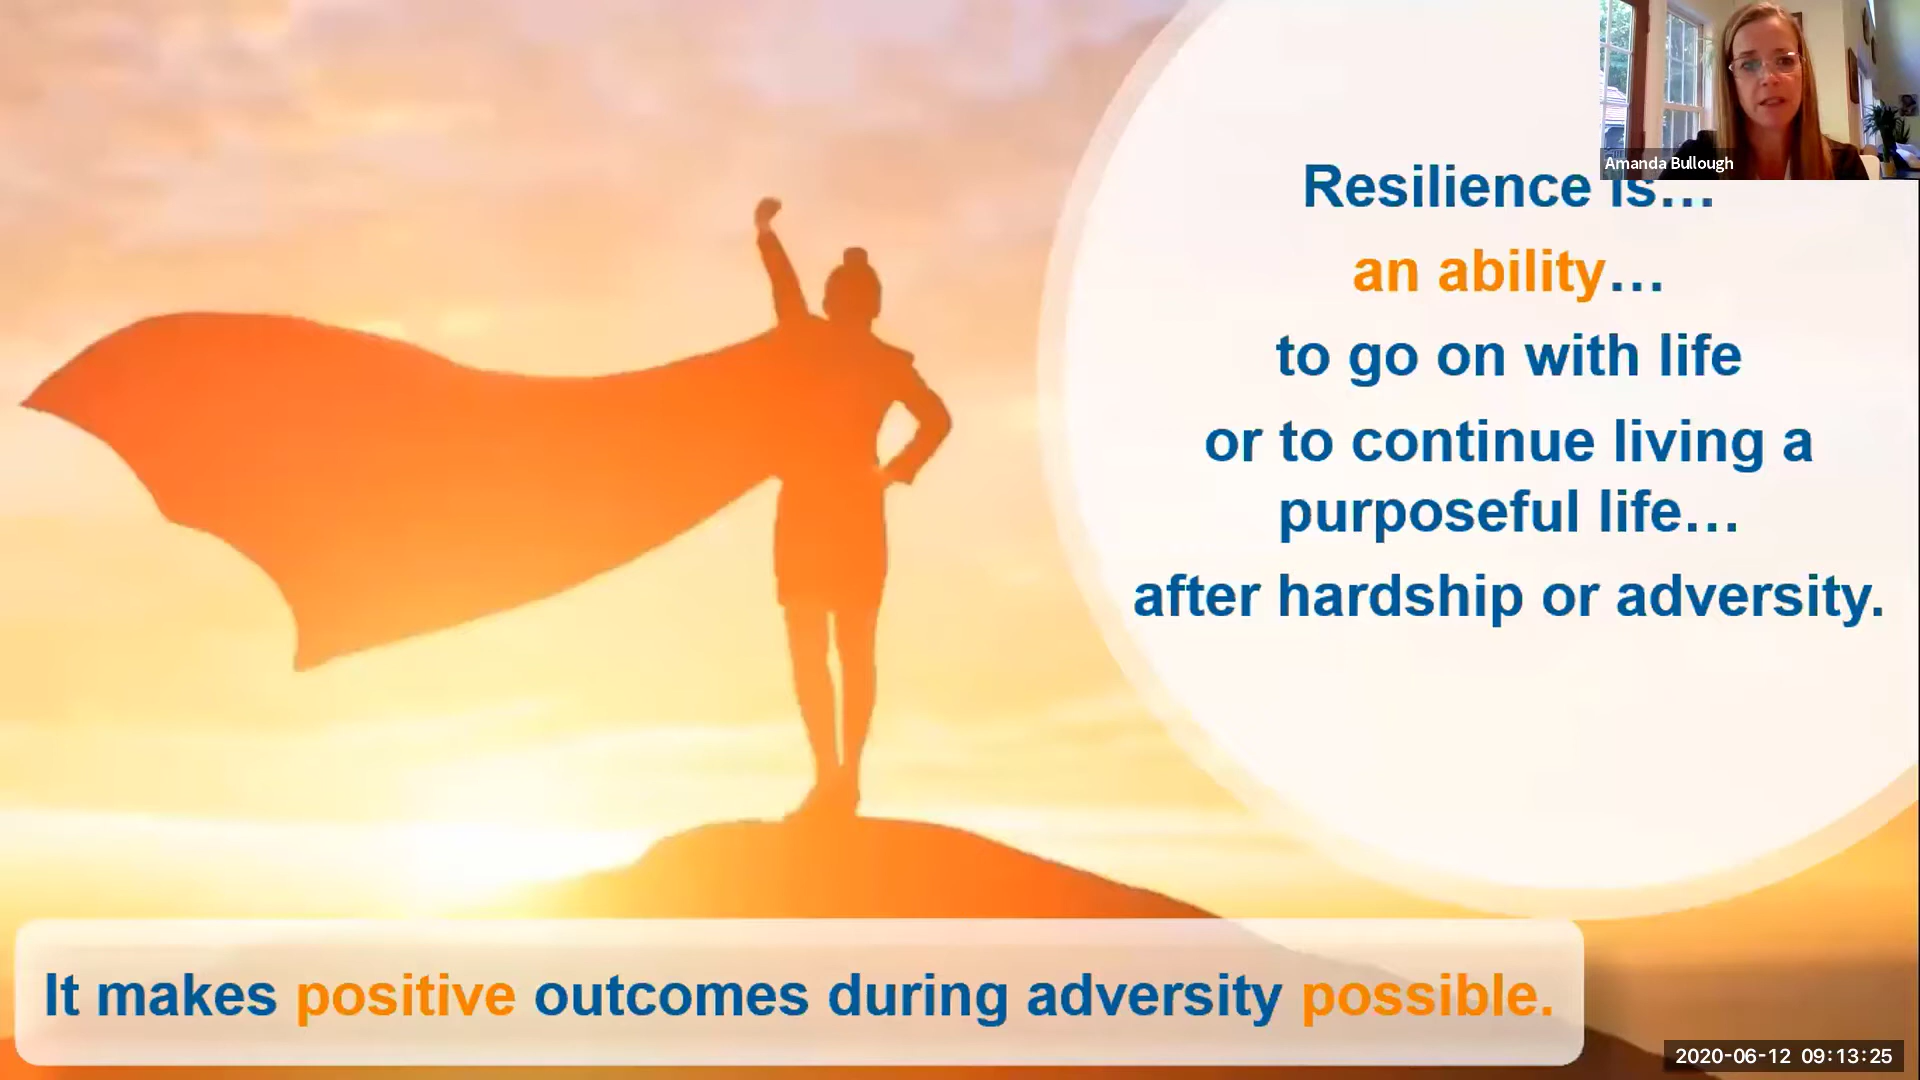 Amanda Bullough
Resilience is...
an ability...
to go on with life
or to continue living a
purposeful life...
after hardship or adversity.
It makes positive outcomes during adversity possible.
2020-06-12 09:13:25